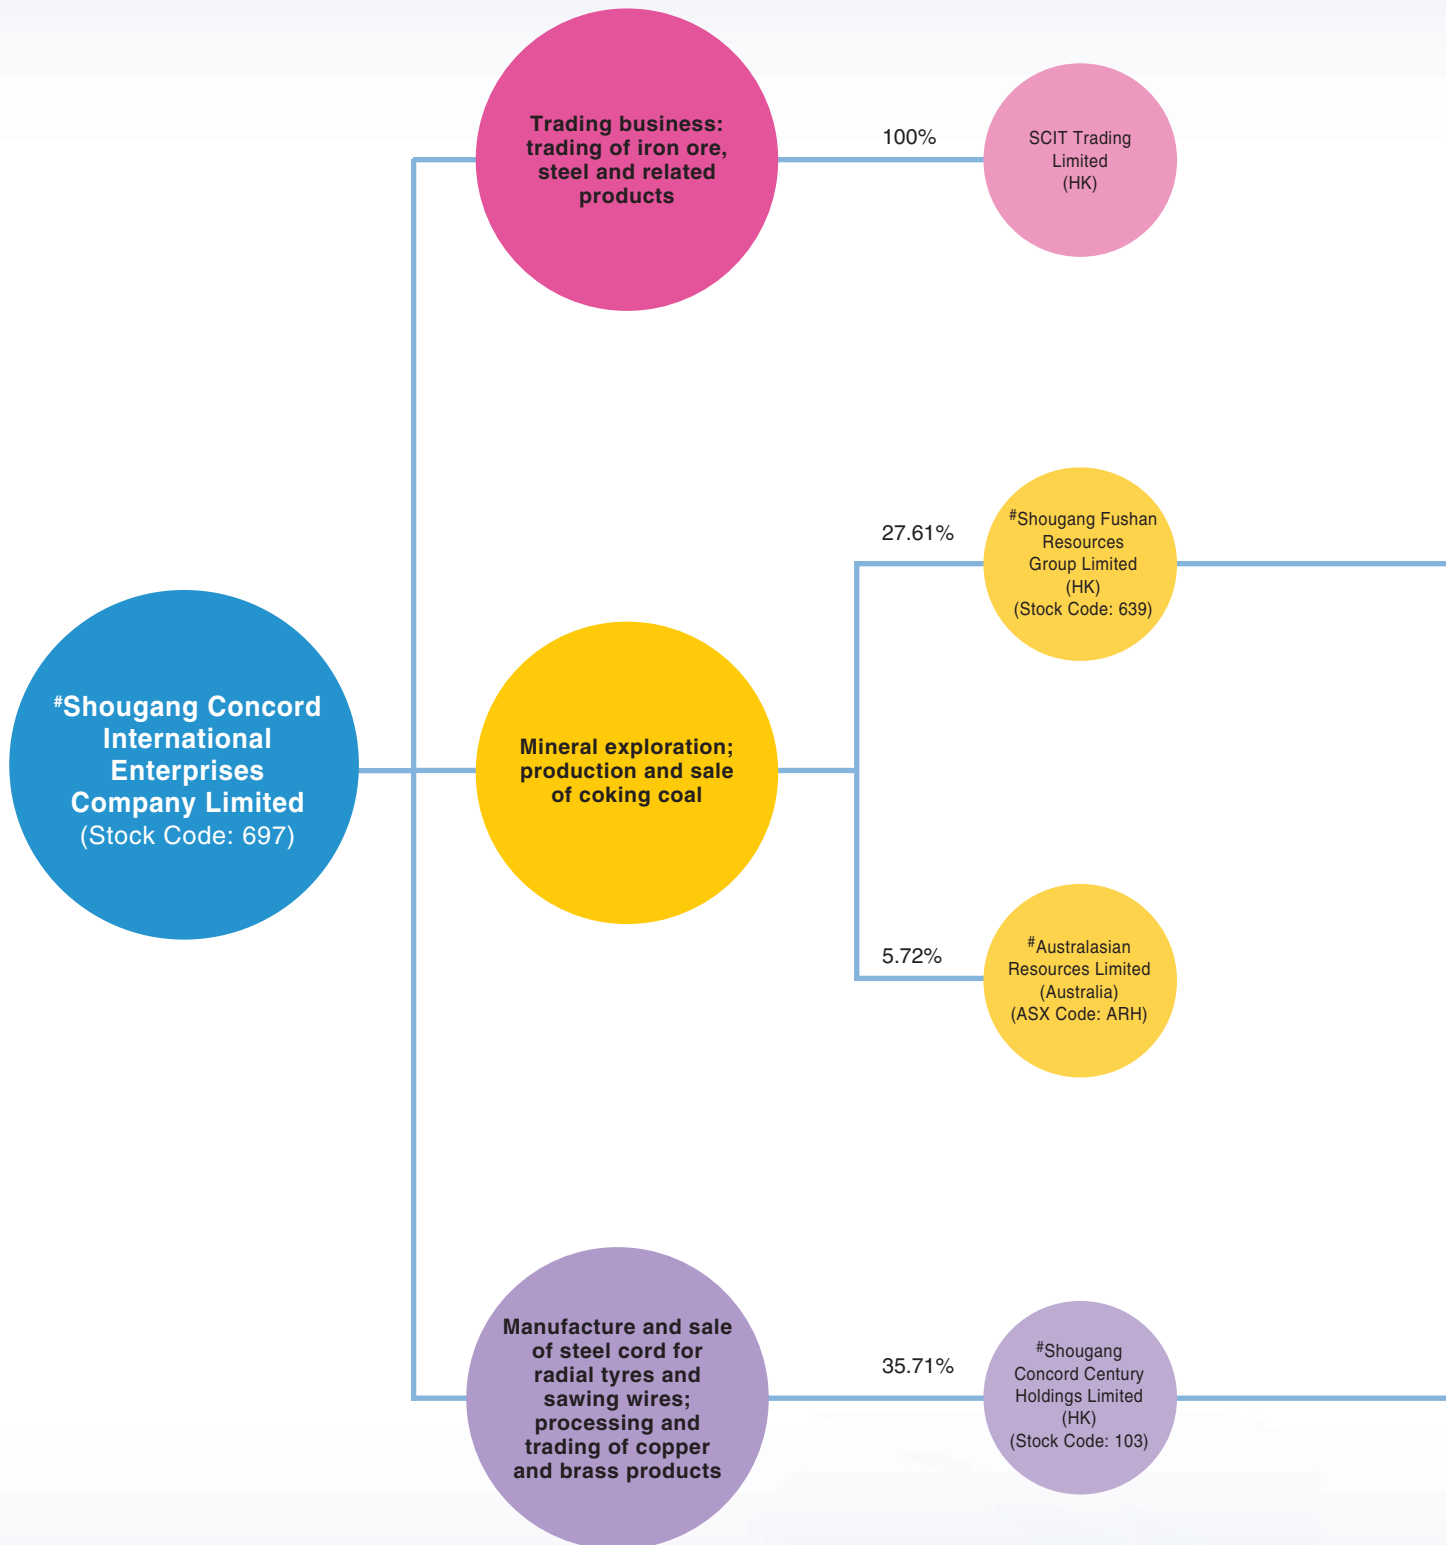 Trading business:
trading of iron ore,
steel and related
products
100%
SCIT Trading
Limited
(HK)
#Shougang Concord
International
Enterprises
Company Limited
(Stock Code: 697)
Mineral exploration;
production and sale
of coking coal
27.61%
#Shougang Fushan
Resources
Group Limited
(HK)
(Stock Code: 639)
5.72%
#Australasian
Resources Limited
(Australia)
(ASX Code: ARH)
Manufacture and sale
of steel cord for
radial tyres and
sawing wires;
processing and
trading of copper
and brass products
35.71%
#Shougang
Concord Century
Holdings Limited
(HK)
(Stock Code: 103)